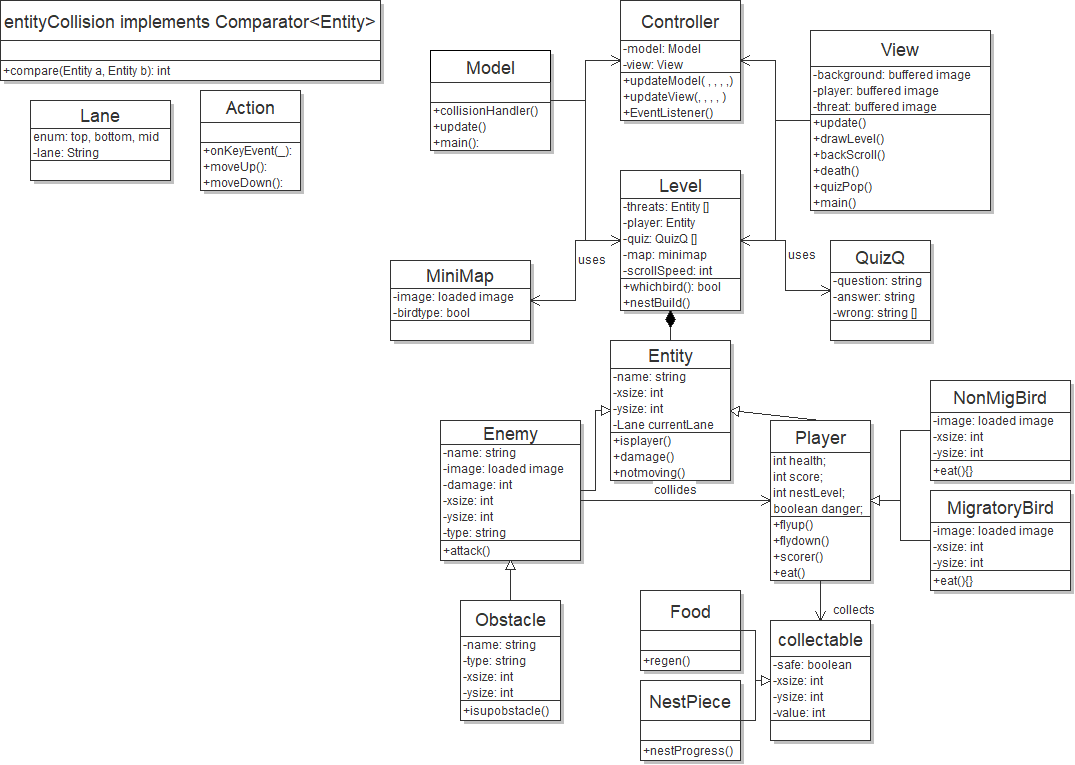 entityCollision implements Comparator<Entity>
+compare(Entity a, Entity b): int
Lane
enum: top, bottom, mid
-lane: String
Action
+onKeyEvent(_):
+moveUp():
+moveDown():
Model
+collisionHandler()
+update()
+main():
Controller
-model: Model
-view: View
+updateModel( , , , ,)
+updateView(, , , , )
+EventListener()
View
-background: buffered image
-player: buffered image
-threat: buffered image
+update()
+drawLevel()
+backScroll()
+death()
+quizPop()
+main()
Level
-threats: Entity []
-player: Entity
-quiz: QuizQ []
-map: minimap
-scrollSpeed: int
+whichbird(): bool
+nestBuild()
uses
uses
MiniMap
-image: loaded image
-birdtype: bool
QuizQ
-question: string
-answer: string
-wrong: string []
Entity
-name: string
-xsize: int
-ysize: int
-Lane currentLane
+isplayer()
+damage()
+notmoving()
collides
Enemy
-name: string
-image: loaded image
-damage: int
-xsize: int
-ysize: int
-type: string
+attack()
Player
int health;
int score;
int nestLevel;
boolean danger;
+flyup()
+flydown()
+scorer()
+eat()
NonMigBird
-image: loaded image
-xsize: int
-ysize: int
+eat(){}
MigratoryBird
-image: loaded image
-xsize: int
-ysize: int
+eat(){}
Obstacle
-name: string
-type: string
-xsize: int
-ysize: int
+isupobstacle()
Food
+regen()
NestPiece
+nestProgress()
collects
collectable
-safe: boolean
-xsize: int
-ysize: int
-value: int